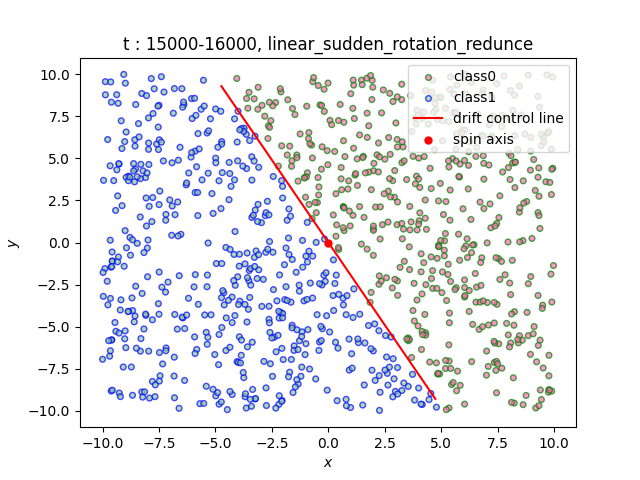 t : 15000-16000, linear_sudden_rotation_redunce
class0
class1
drift control line
spin axis
10.0
7.5
5.0
2.5
0.0
−2.5
−5.0
−7.5
−10.0
y
−10.0 −7.5 −5.0 −2.5 0.0 2.5 5.0 7.5 10.0
x